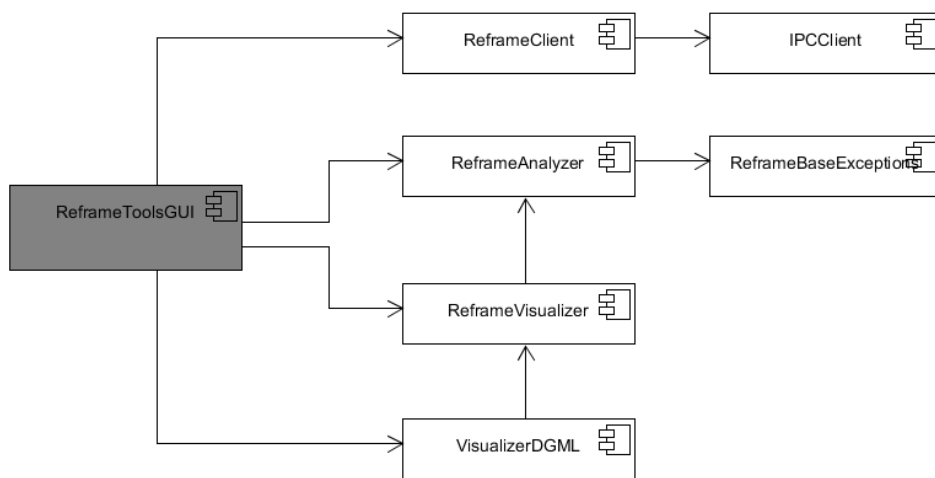 ReframeClient
IPCClient
ReframeAnalyzer
ReframeBaseExceptions
ReframeToolsGUI
ReframeVisualizer
VisualizerDGML